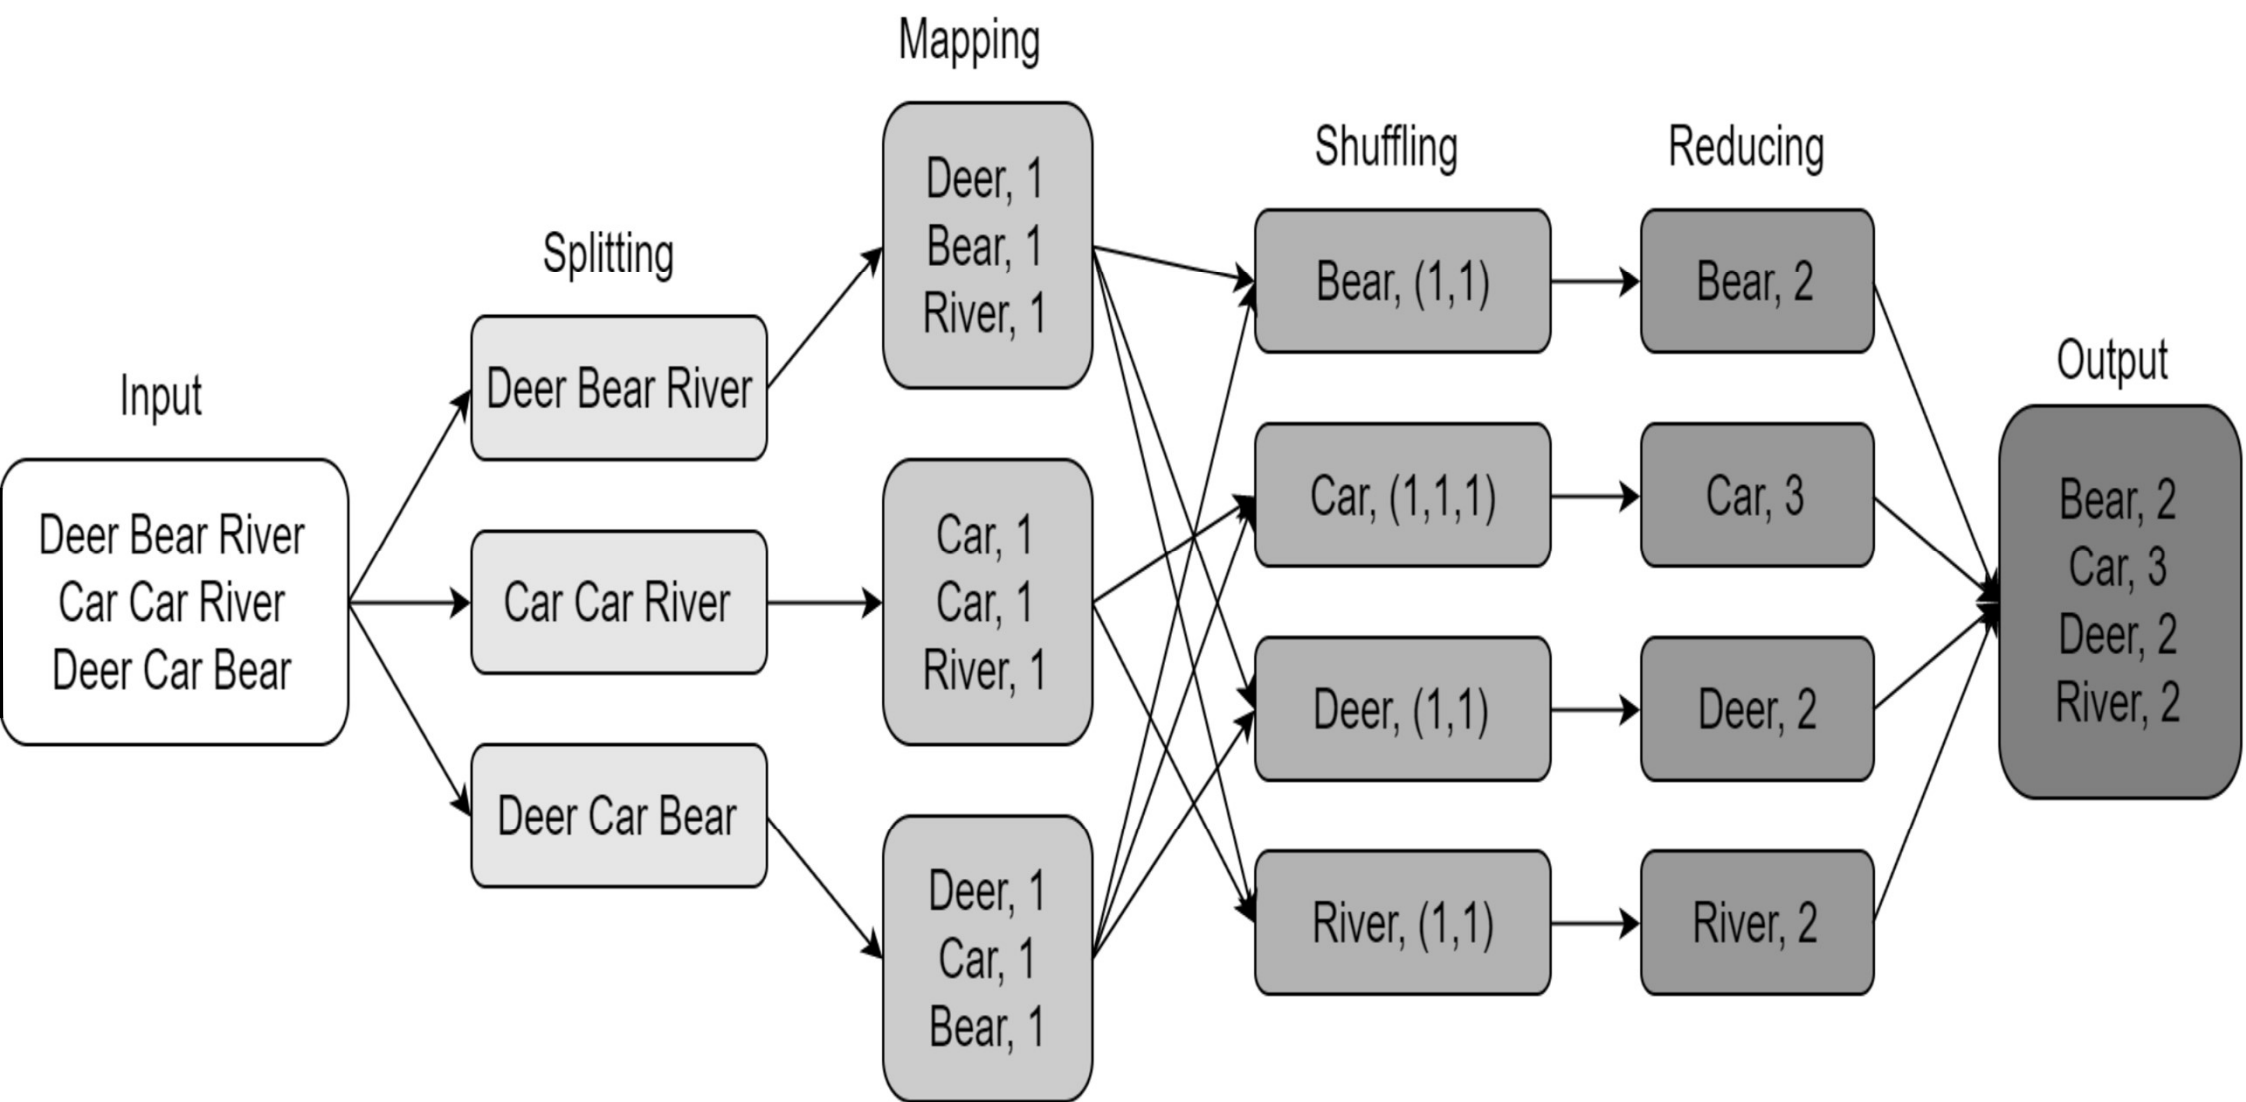 Input
Deer Bear River
Car Car River
Deer Car Bear
Splitting
Deer Bear River
Car Car River
Deer Car Bear
Mapping
Deer, 1
Bear, 1
River, 1
Car, 1
Car, 1
River, 1
Deer, 1
Car, 1
Bear, 1
Shuffling
Bear, (1,1)
Car, (1,1,1)
Deer, (1,1)
River, (1,1)
Reducing
Bear, 2
Car, 3
Deer, 2
River, 2
Output
Bear, 2
Car, 3
Deer, 2
River, 2